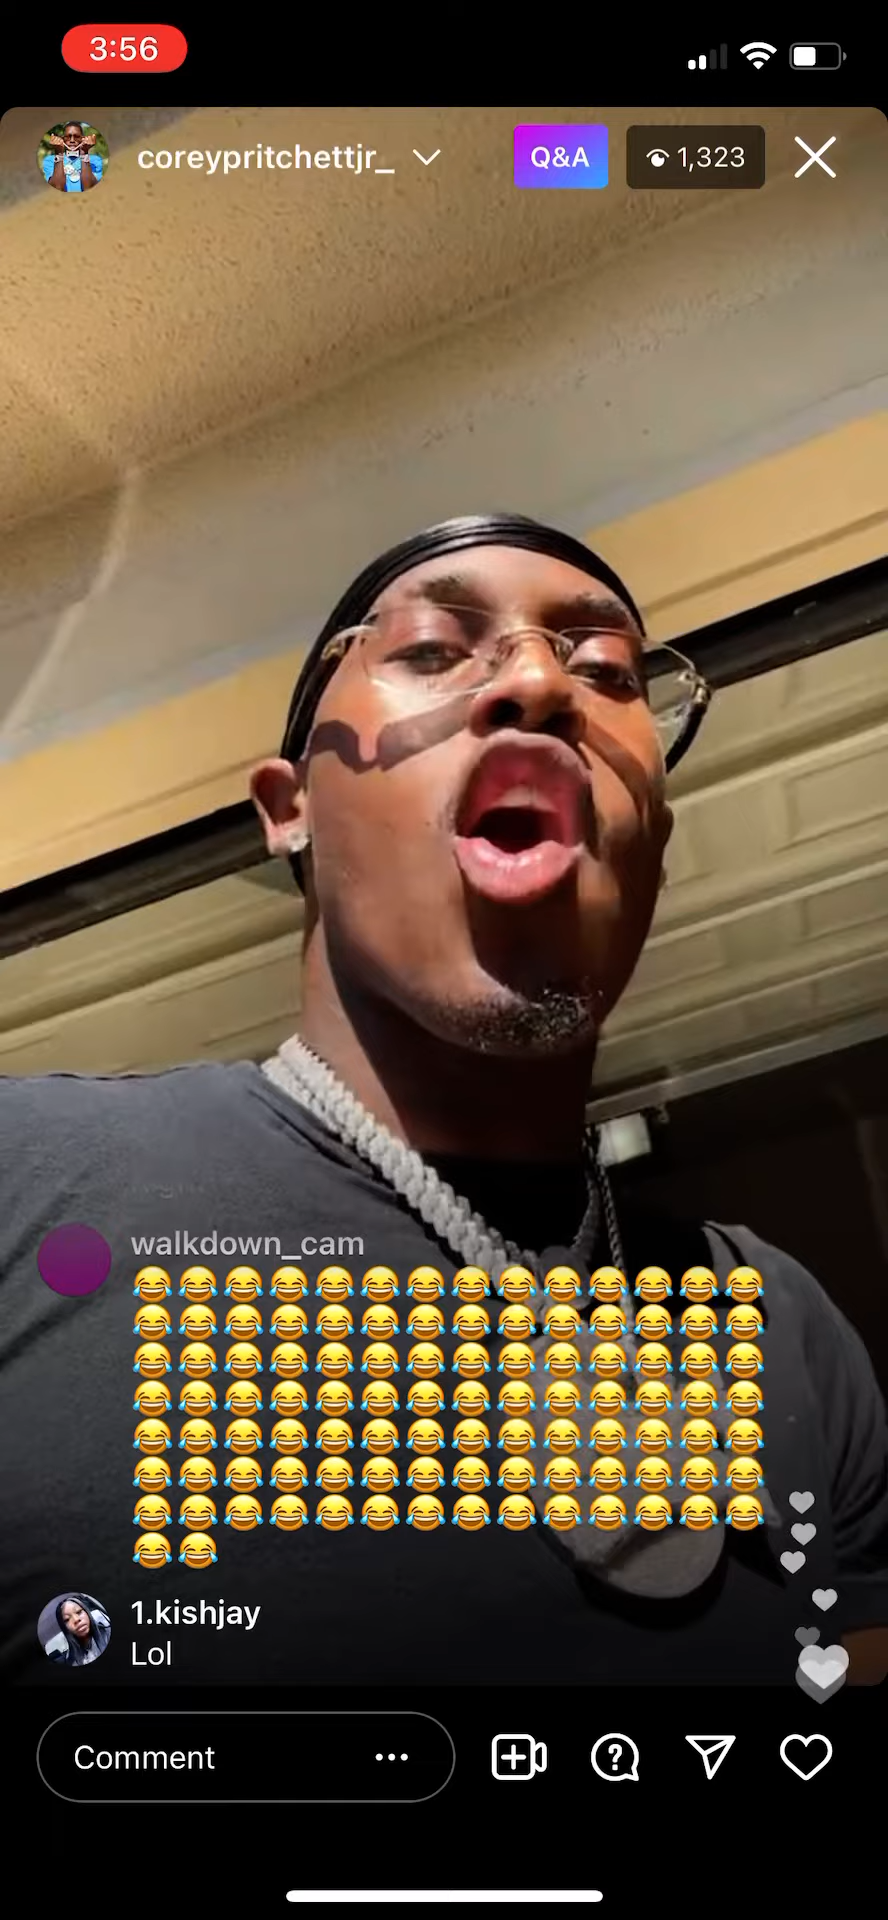 3:56
coreypritchettjr_
Q&A
1,323
walkdown_cam
😂😂😂😂😂😂😂😂😂😂😂😂😂😂
😂😂😂😂😂😂😂😂😂😂😂😂😂😂
😂😂😂😂😂😂😂😂😂😂😂😂😂😂
😂😂😂😂😂😂😂😂😂😂😂😂😂😂
😂😂😂😂😂😂😂😂😂😂😂😂😂😂
😂😂😂😂😂😂😂😂😂😂😂😂😂😂
😂😂😂😂😂😂😂😂😂😂😂😂😂😂
😂😂
1.kishjay
Lol
Comment